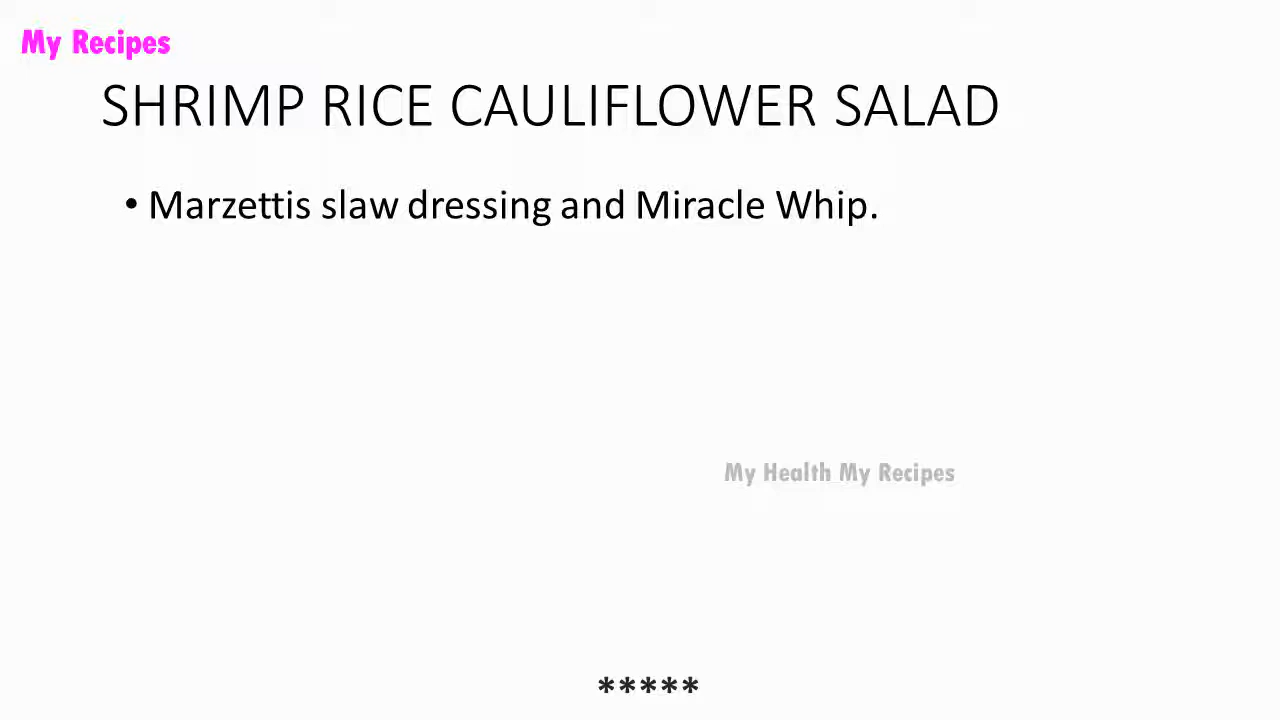 My Recipes
SHRIMP RICE CAULIFLOWER SALAD
• Marzettis slaw dressing and Miracle Whip.
My Health My Recipes
*****